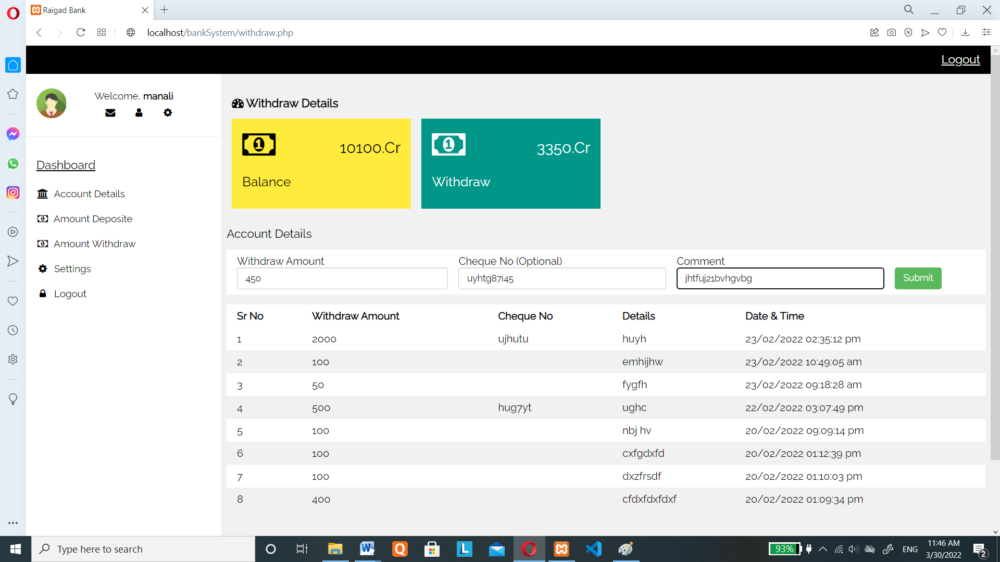 Raigad Bank
localhost/bankSystem/withdraw.php
Logout
Welcome, manali
Dashboard
Account Details
Amount Deposite
Amount Withdraw
Settings
Logout
Withdraw Details
10100.Cr
Balance
3350.Cr
Withdraw
Account Details
Withdraw Amount Cheque No (Optional) Comment
450 uyhtg87i45 jhtfuj21bvhgvbg Submit
Sr No Withdraw Amount Cheque No Details Date & Time
1 2000 ujhutu huyh 23/02/2022 02:35:12 pm
2 100 emhijhw 23/02/2022 10:49:05 am
3 50 fygfh 23/02/2022 09:18:28 am
4 500 hug7yt ughc 22/02/2022 03:07:49 pm
5 100 nbj hv 20/02/2022 09:09:14 pm
6 100 cxfgdxfd 20/02/2022 01:12:39 pm
7 100 dxzfrsdf 20/02/2022 01:10:03 pm
8 400 cfdxfdxfdxf 20/02/2022 01:09:34 pm
Type here to search
93%
ENG
11:46 AM
3/30/2022
2